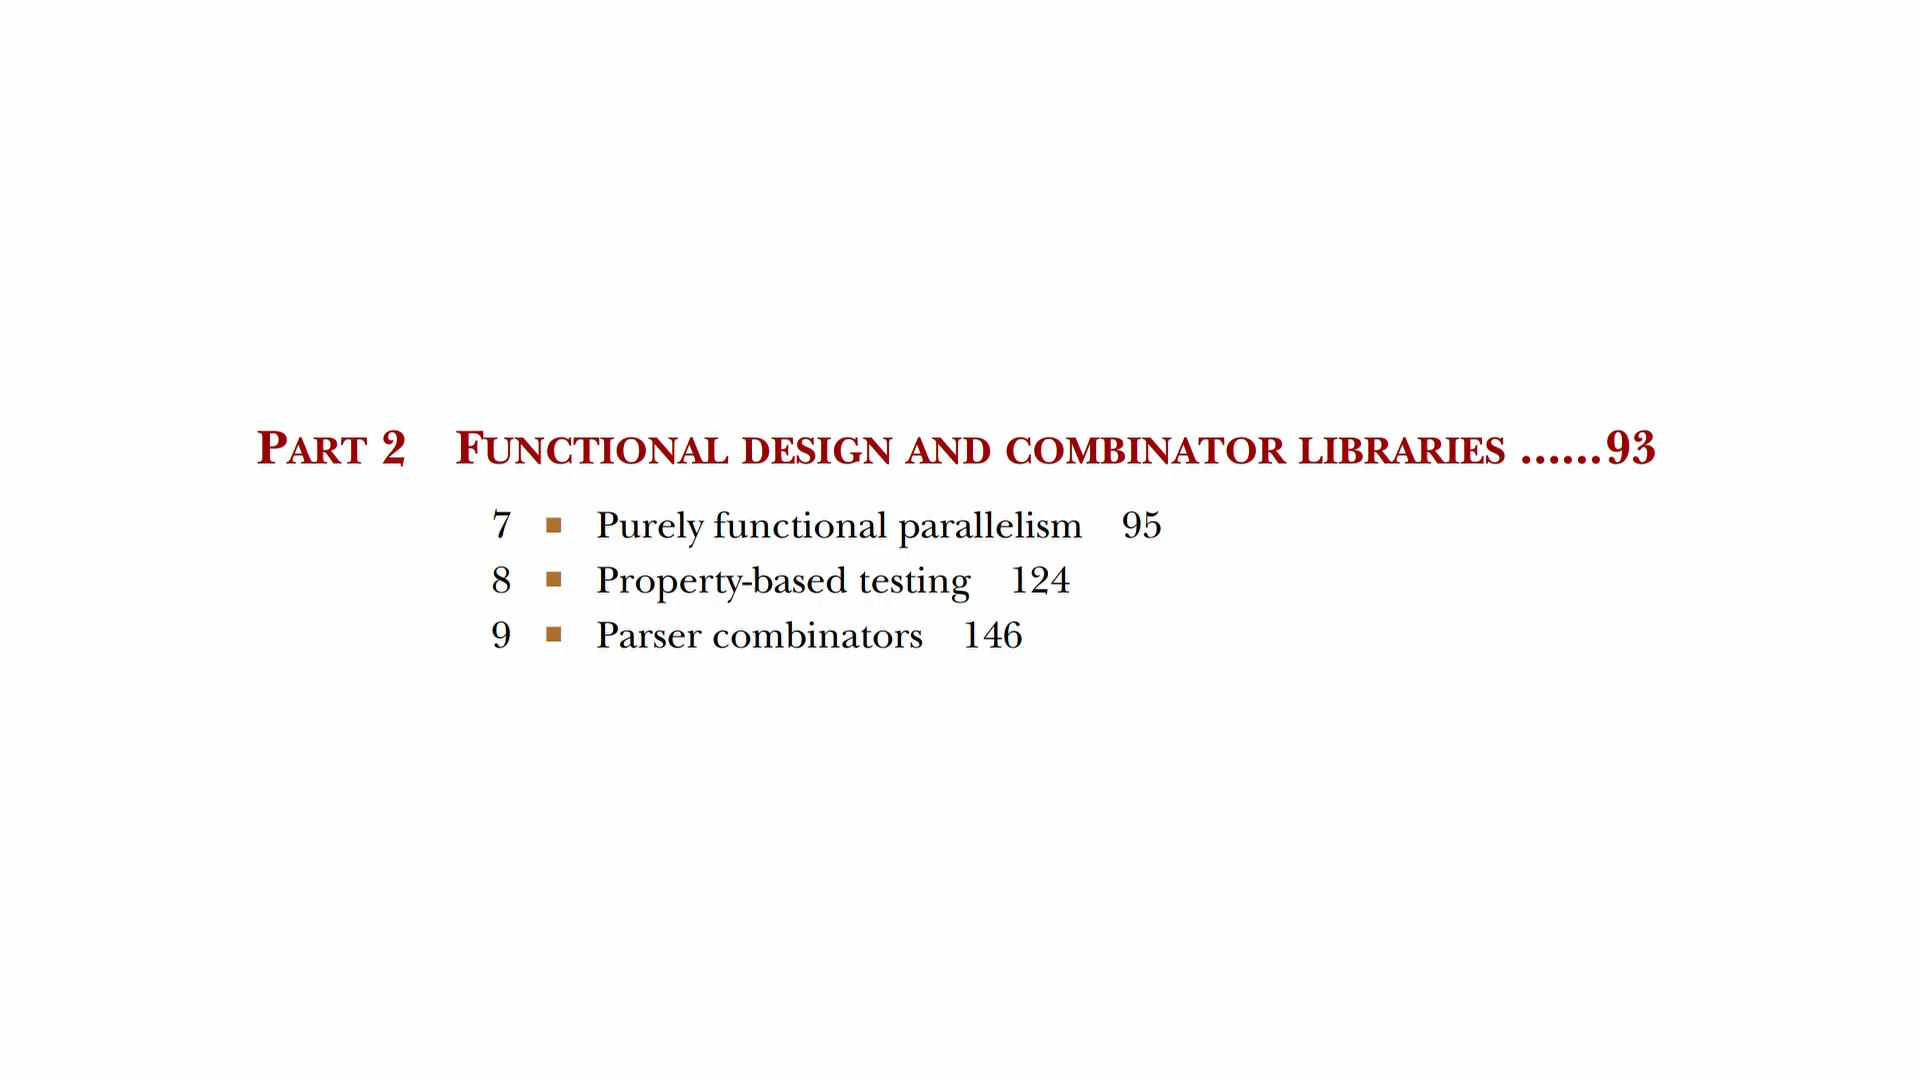 PART 2 FUNCTIONAL DESIGN AND COMBINATOR LIBRARIES ......93
7 ■ Purely functional parallelism 95
8 ■ Property-based testing 124
9 ■ Parser combinators 146